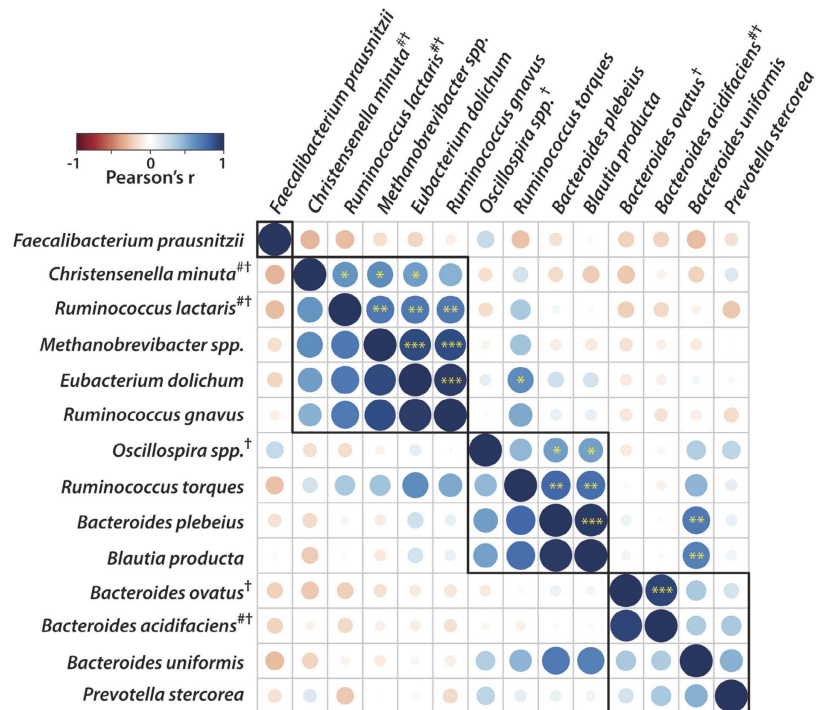 Faecalibacterium prausnitzii
Christensenella minuta#†
Ruminococcus lactaris#†
Methanobrevibacter spp.
Eubacterium dolichum
Ruminococcus gnavus
Oscillospira spp. †
Ruminococcus torques
Bacteroides plebeius
Blautia producta
Bacteroides ovatus †
Bacteroides acidifaciens#†
Bacteroides uniformis
Prevotella stercorea
-1 0 1
Pearson's r
Faecalibacterium prausnitzii
Christensenella minuta#† * * *
Ruminococcus lactaris#† ** ** **
Methanobrevibacter spp. *** ***
Eubacterium dolichum *** *
Ruminococcus gnavus
Oscillospira spp.† * *
Ruminococcus torques ** **
Bacteroides plebeius *** **
Blautia producta **
Bacteroides ovatus† ***
Bacteroides acidifaciens#†
Bacteroides uniformis
Prevotella stercorea